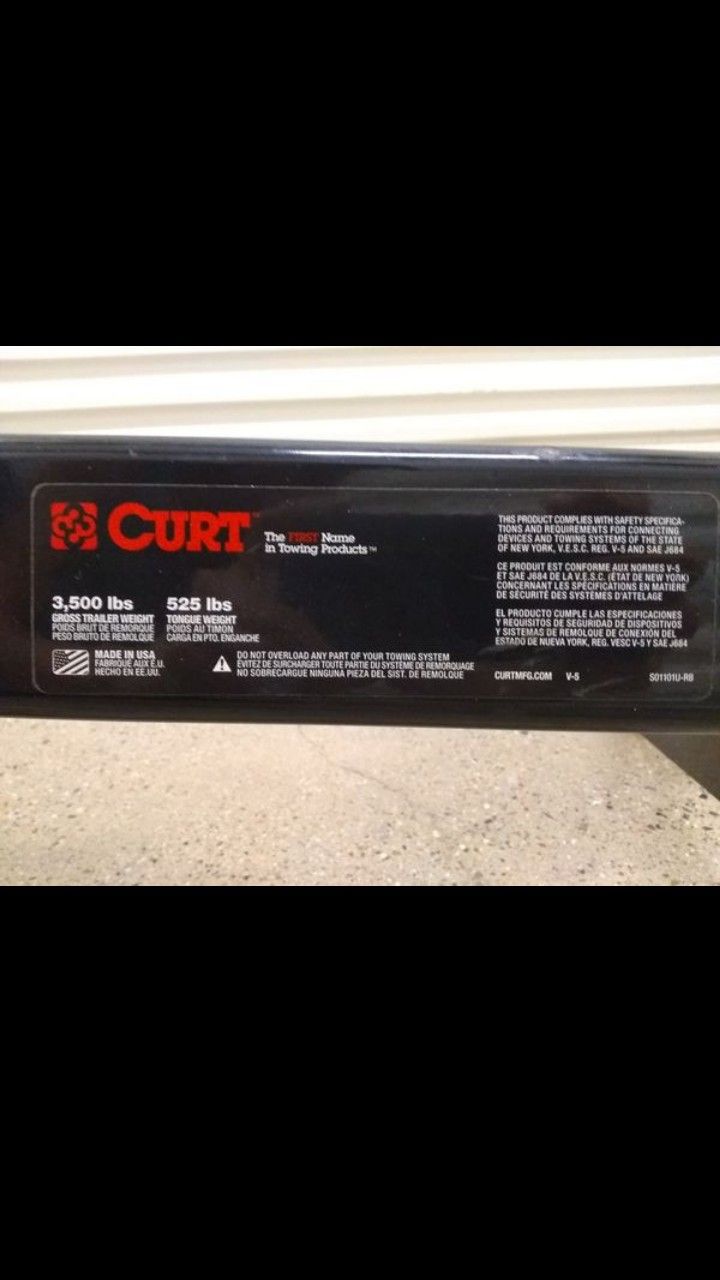 CURT™
The FIRST Name
in Towing Products™
3,500 lbs
GROSS TRAILER WEIGHT
POIDS BRUT DE REMORQUE
PESO BRUTO DE REMOLQUE
525 lbs
TONGUE WEIGHT
POIDS AU TIMON
CARGA EN PTO. ENGANCHE
MADE IN USA
FABRIQUÉ AUX É.U.
HECHO EN EE.UU.
DO NOT OVERLOAD ANY PART OF YOUR TOWING SYSTEM
EVITEZ DE SURCHARGER TOUTE PARTIE DU SYSTÈME DE REMORQUAGE
NO SOBRECARGUE NINGUNA PIEZA DEL SIST. DE REMOLQUE
THIS PRODUCT COMPLIES WITH SAFETY SPECIFICA-
TIONS AND REQUIREMENTS FOR CONNECTING
DEVICES AND TOWING SYSTEMS OF THE STATE
OF NEW YORK, V.E.S.C. REG. V-5 AND SAE J684
CE PRODUIT EST CONFORME AUX NORMES V-5
ET SAE J684 DE LA V.E.S.C. (ÉTAT DE NEW YORK)
CONCERNANT LES SPÉCIFICATIONS EN MATIÈRE
DE SÉCURITÉ DES SYSTÈMES D'ATTELAGE
EL PRODUCTO CUMPLE LAS ESPECIFICACIONES
Y REQUISITOS DE SEGURIDAD DE DISPOSITIVOS
Y SISTEMAS DE REMOLQUE DE CONEXIÓN DEL
ESTADO DE NUEVA YORK, REG. VESC V-5 Y SAE J684
CURTMFG.COM V-5 S01101U-RB